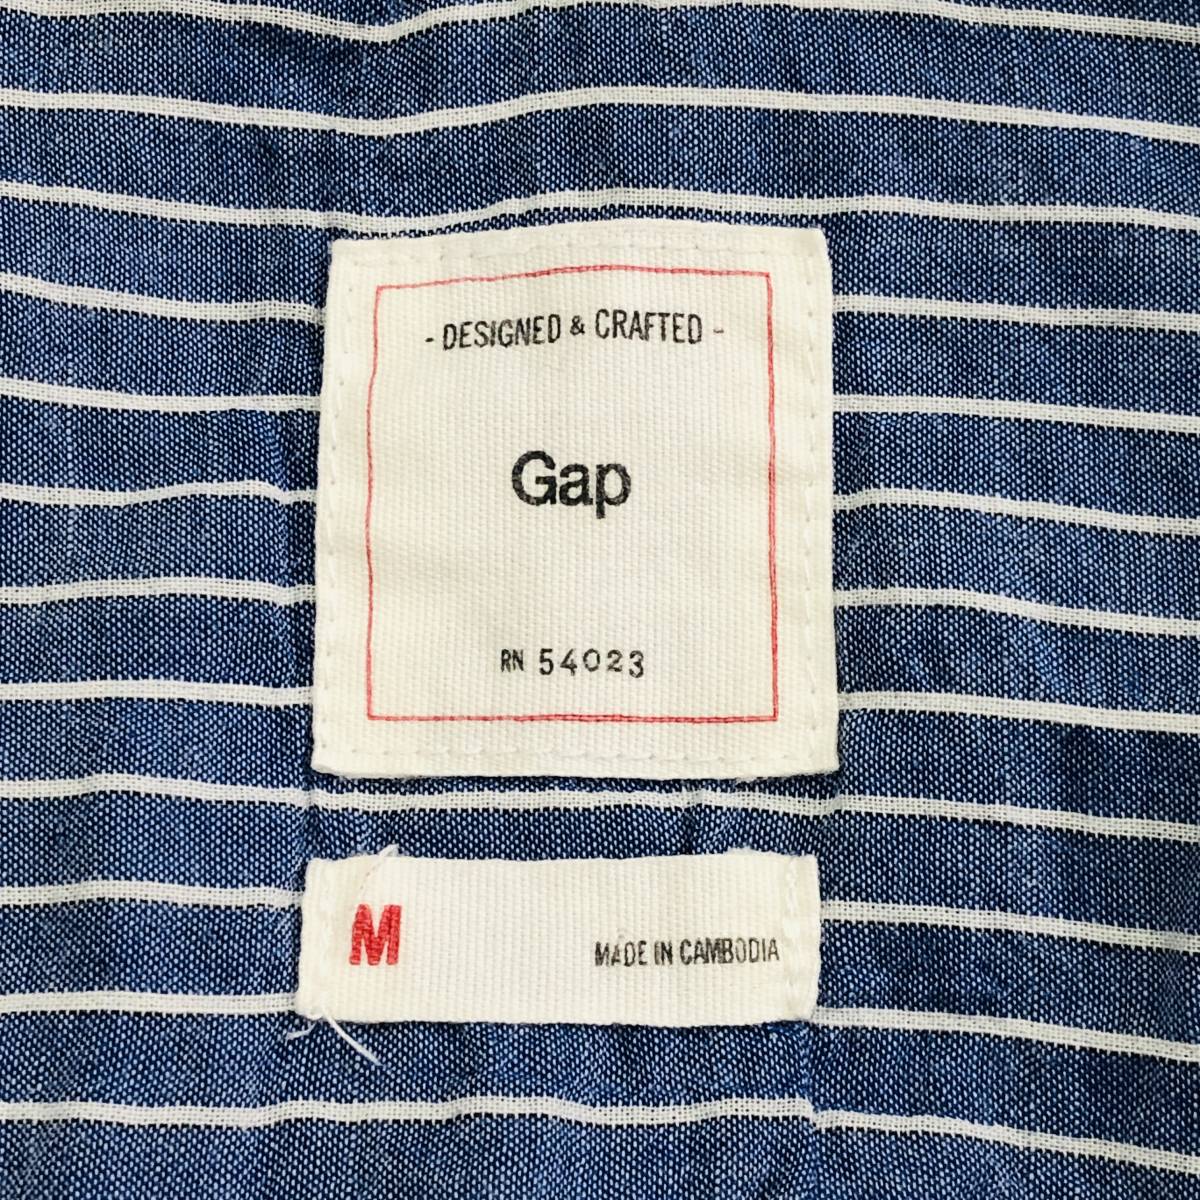 - DESIGNED & CRAFTED -
Gap
RN 54023
M
MADE IN CAMBODIA